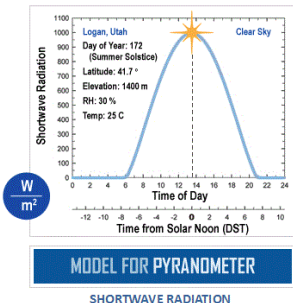 Shortwave Radiation
1100
1000
900
800
700
600
500
400
300
200
100
0
Logan, Utah
Clear Sky
Day of Year: 172
(Summer Solstice)
Latitude: 41.7 °
Elevation: 1400 m
RH: 30 %
Temp: 25 C
W
m²
0 2 4 6 8 10 12 14 16 18 20 22 24
Time of Day
-12 -10 -8 -6 -4 -2 0 2 4 6 8 10
Time from Solar Noon (DST)
MODEL FOR PYRANOMETER
SHORTWAVE RADIATION